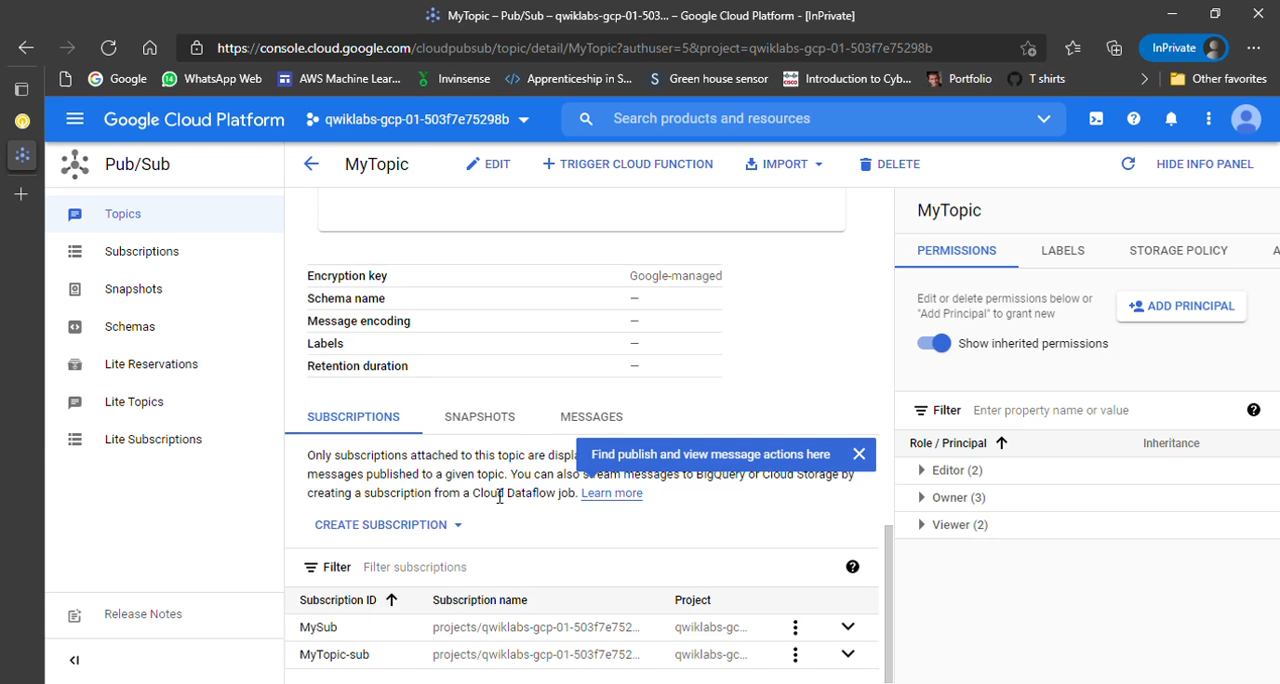 MyTopic – Pub/Sub – qwiklabs-gcp-01-503... – Google Cloud Platform - [InPrivate]
https://console.cloud.google.com/cloudpubsub/topic/detail/MyTopic?authuser=5&project=qwiklabs-gcp-01-503f7e75298b
InPrivate
Google
WhatsApp Web
AWS Machine Lear...
Invinsense
Apprenticeship in S...
Green house sensor
Introduction to Cyb...
Portfolio
T shirts
Other favorites
Google Cloud Platform
qwiklabs-gcp-01-503f7e75298b
Search products and resources
Pub/Sub
MyTopic
EDIT
+ TRIGGER CLOUD FUNCTION
IMPORT
DELETE
HIDE INFO PANEL
Topics
Subscriptions
Snapshots
Schemas
Lite Reservations
Lite Topics
Lite Subscriptions
Release Notes
Encryption key Google-managed
Schema name —
Message encoding —
Labels —
Retention duration —
SUBSCRIPTIONS SNAPSHOTS MESSAGES
Only subscriptions attached to this topic are displ
Find publish and view message actions here
messages published to a given topic. You can also stream messages to BigQuery or Cloud Storage by
creating a subscription from a Cloud Dataflow job. Learn more
CREATE SUBSCRIPTION
Filter Filter subscriptions
Subscription ID Subscription name Project
MySub projects/qwiklabs-gcp-01-503f7e752... qwiklabs-gc...
MyTopic-sub projects/qwiklabs-gcp-01-503f7e752... qwiklabs-gc...
MyTopic
PERMISSIONS LABELS STORAGE POLICY A
Edit or delete permissions below or
"Add Principal" to grant new
ADD PRINCIPAL
Show inherited permissions
Filter Enter property name or value
Role / Principal Inheritance
Editor (2)
Owner (3)
Viewer (2)